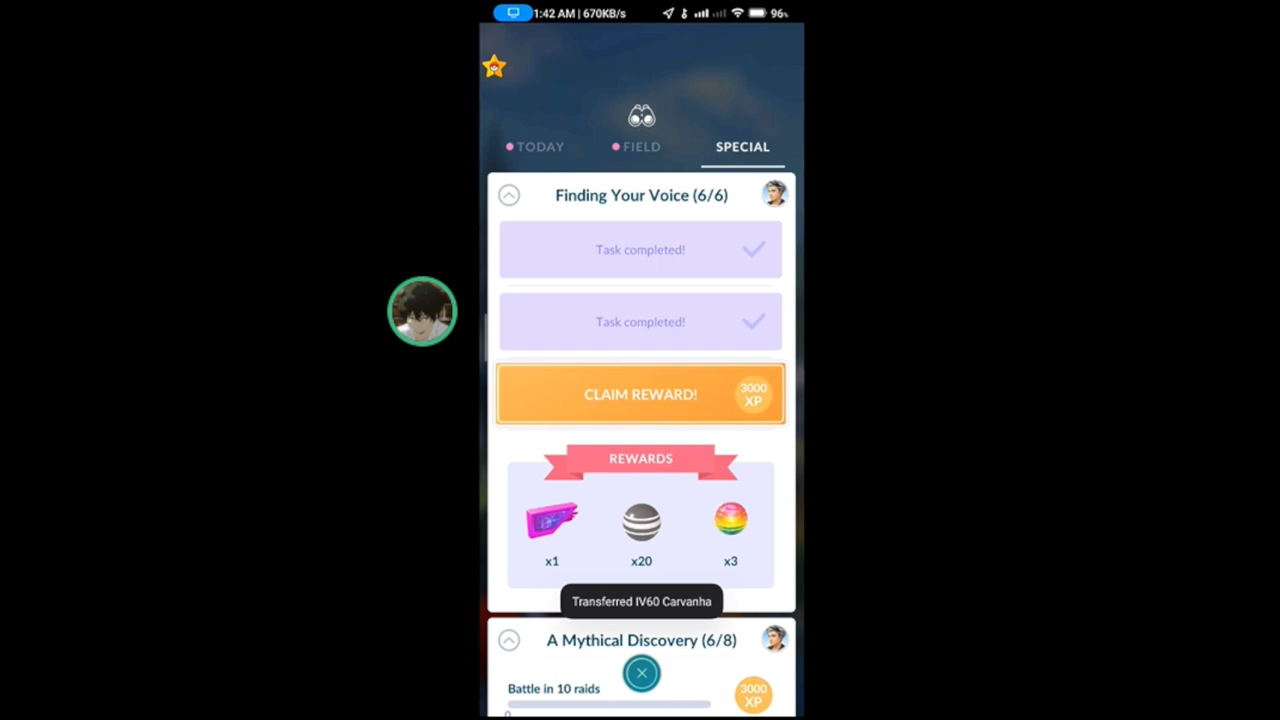 1:42 AM | 670KB/s
96%
TODAY
FIELD
SPECIAL
Finding Your Voice (6/6)
Task completed!
Task completed!
CLAIM REWARD!
3000
XP
REWARDS
x1
x20
x3
Transferred IV60 Carvanha
A Mythical Discovery (6/8)
Battle in 10 raids
3000
XP
0